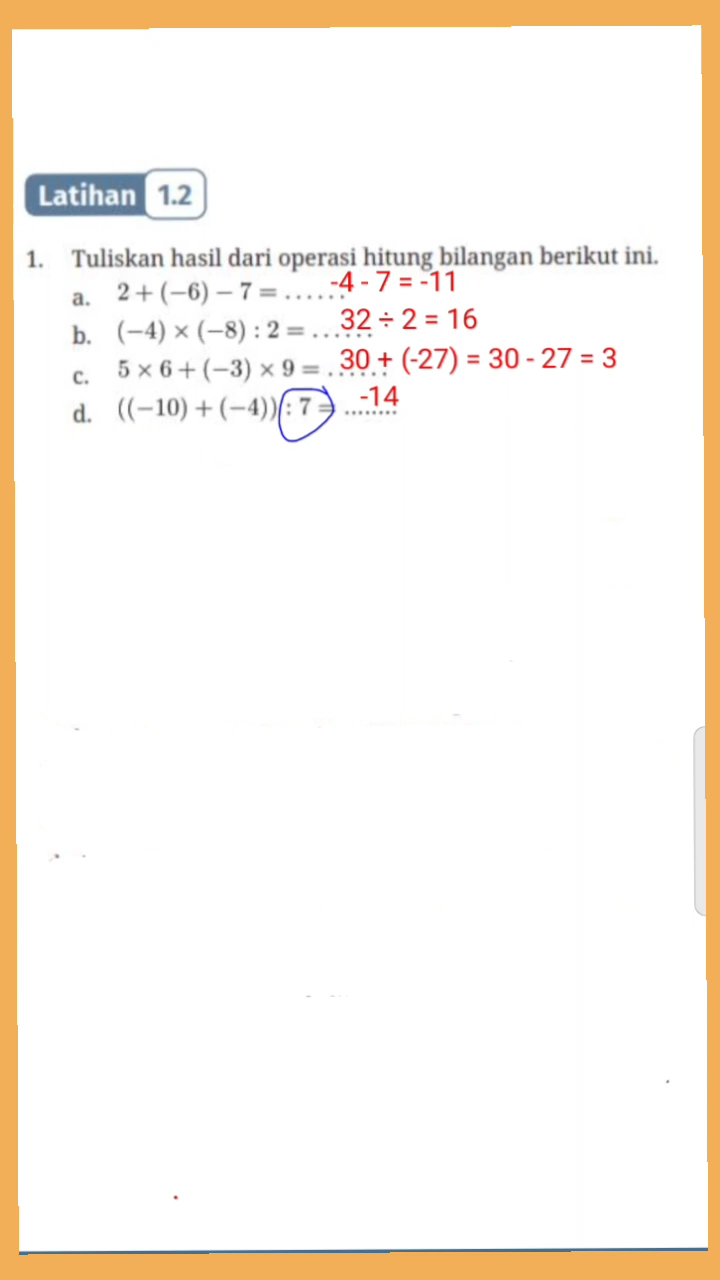 Latihan 1.2
1. Tuliskan hasil dari operasi hitung bilangan berikut ini.
a. 2 + (−6) − 7 = ...... -4 - 7 = -11
b. (−4) × (−8) : 2 = ...... 32 ÷ 2 = 16
c. 5 × 6 + (−3) × 9 = ...... 30 + (-27) = 30 - 27 = 3
d. ((−10) + (−4)) : 7 = ........ -14